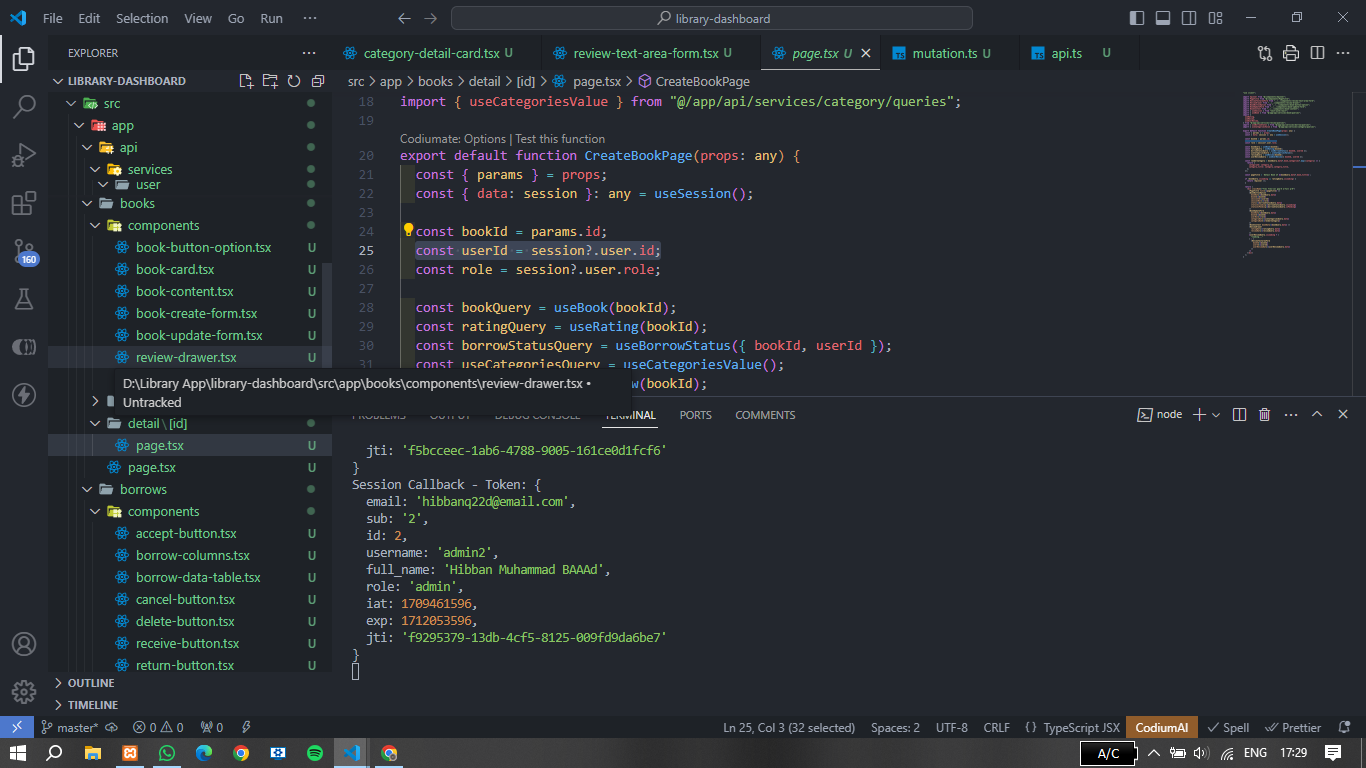 File Edit Selection View Go Run ··· library-dashboard
EXPLORER ···
LIBRARY-DASHBOARD
src
app
api
services
user
books
components
book-button-option.tsx U
book-card.tsx U
book-content.tsx U
book-create-form.tsx U
book-update-form.tsx U
review-drawer.tsx U
D:\Library App\library-dashboard\src\app\books\components\review-drawer.tsx •
Untracked
detail\[id]
page.tsx U
page.tsx U
borrows
components
accept-button.tsx U
borrow-columns.tsx U
borrow-data-table.tsx U
cancel-button.tsx U
delete-button.tsx U
receive-button.tsx U
return-button.tsx U
OUTLINE
TIMELINE
160
category-detail-card.tsx U review-text-area-form.tsx U page.tsx U mutation.ts U api.ts U
src > app > books > detail > [id] > page.tsx > CreateBookPage
18 import { useCategoriesValue } from "@/app/api/services/category/queries";
19
Codiumate: Options | Test this function
20 export default function CreateBookPage(props: any) {
21 const { params } = props;
22 const { data: session }: any = useSession();
23
24 const bookId = params.id;
25 const userId = session?.user.id;
26 const role = session?.user.role;
27
28 const bookQuery = useBook(bookId);
29 const ratingQuery = useRating(bookId);
30 const borrowStatusQuery = useBorrowStatus({ bookId, userId });
31 const useCategoriesQuery = useCategoriesValue();
w(bookId);
PROBLEMS OUTPUT DEBUG CONSOLE TERMINAL PORTS COMMENTS node
jti: 'f5bcceec-1ab6-4788-9005-161ce0d1fcf6'
}
Session Callback - Token: {
email: 'hibbanq22d@email.com',
sub: '2',
id: 2,
username: 'admin2',
full_name: 'Hibban Muhammad BAAAd',
role: 'admin',
iat: 1709461596,
exp: 1712053596,
jti: 'f9295379-13db-4cf5-8125-009fd9da6be7'
}
master* 0 0 0 Ln 25, Col 3 (32 selected) Spaces: 2 UTF-8 CRLF { } TypeScript JSX CodiumAI Spell Prettier
A/C ENG 17:29